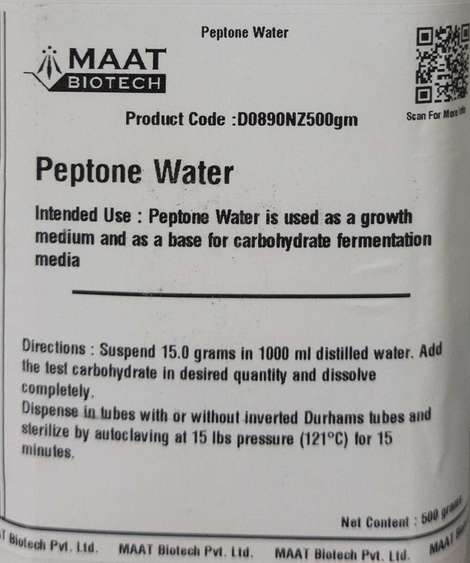 Peptone Water
MAAT
BIOTECH
Scan For More Info
Product Code :D0890NZ500gm
Peptone Water
Intended Use : Peptone Water is used as a growth
medium and as a base for carbohydrate fermentation
media
Directions : Suspend 15.0 grams in 1000 ml distilled water. Add
the test carbohydrate in desired quantity and dissolve
completely.
Dispense in tubes with or without inverted Durhams tubes and
sterilize by autoclaving at 15 lbs pressure (121°C) for 15
minutes.
Net Content : 500 grams
Biotech Pvt. Ltd. MAAT Biotech Pvt. Ltd. MAAT Biotech Pvt. Ltd. MAAT